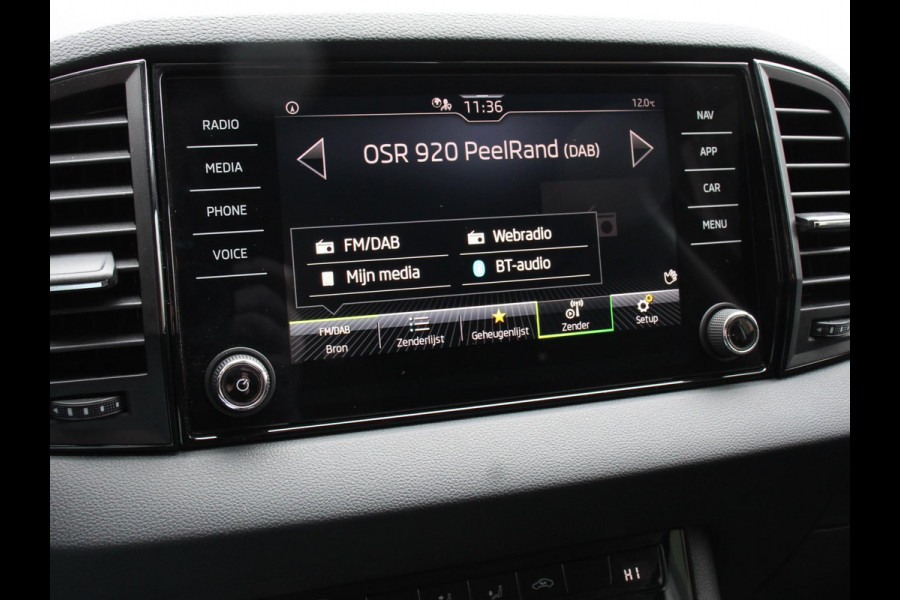 11:36
12.0°C
RADIO
MEDIA
PHONE
VOICE
OSR 920 PeelRand (DAB)
FM/DAB
Webradio
Mijn media
BT-audio
FM/DAB
Bron
Zenderlijst
Geheugenlijst
Zender
Setup
NAV
APP
CAR
MENU
HI